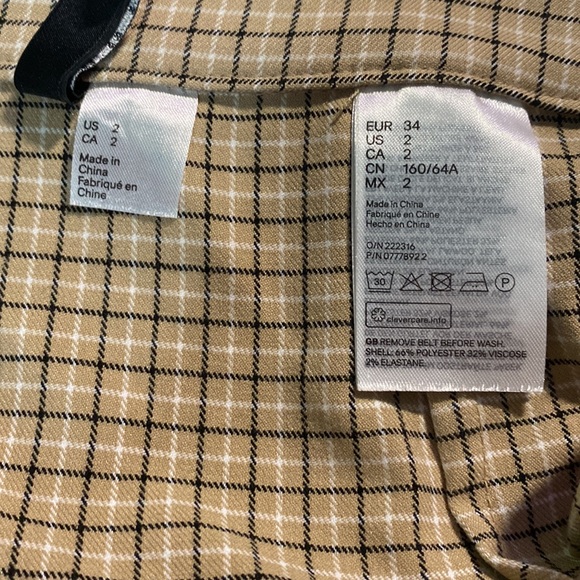 US 2
CA 2
Made in
China
Fabriqué en
Chine
EUR 34
US 2
CA 2
CN 160/64A
MX 2
Made in China
Fabriqué en Chine
Hecho en China
O/N 222316
P/N 0777892 2
30
P
clevercare.info
GB REMOVE BELT BEFORE WASH.
SHELL: 66% POLYESTER 32% VISCOSE
2% ELASTANE.